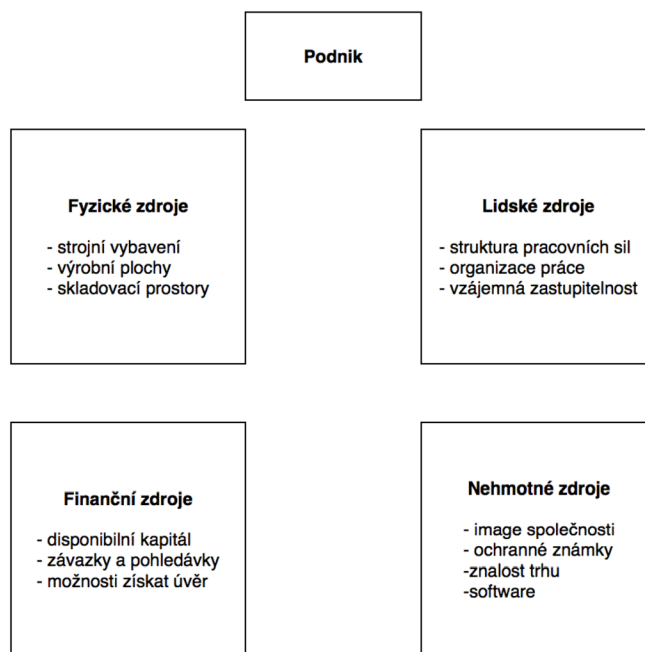 Podnik
Fyzické zdroje
- strojní vybavení
- výrobní plochy
- skladovací prostory
Lidské zdroje
- struktura pracovních sil
- organizace práce
- vzájemná zastupitelnost
Finanční zdroje
- disponibilní kapitál
- závazky a pohledávky
- možnosti získat úvěr
Nehmotné zdroje
- image společnosti
- ochranné známky
-znalost trhu
-software